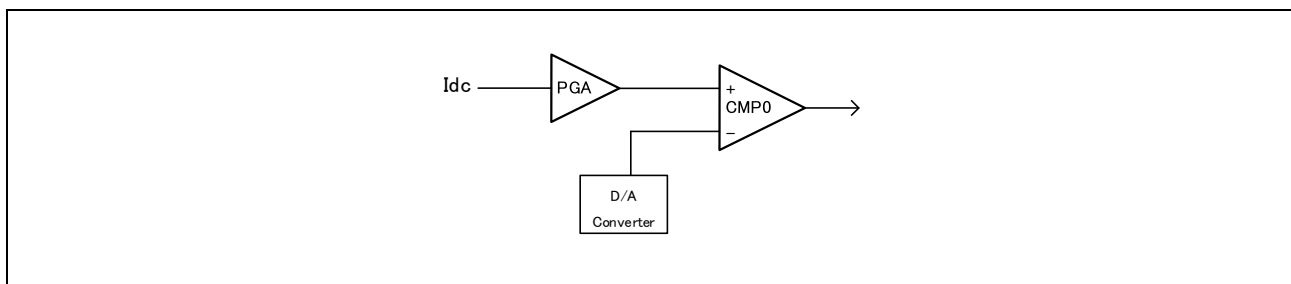 Idc
PGA
+
CMP0
−
D/A
Converter